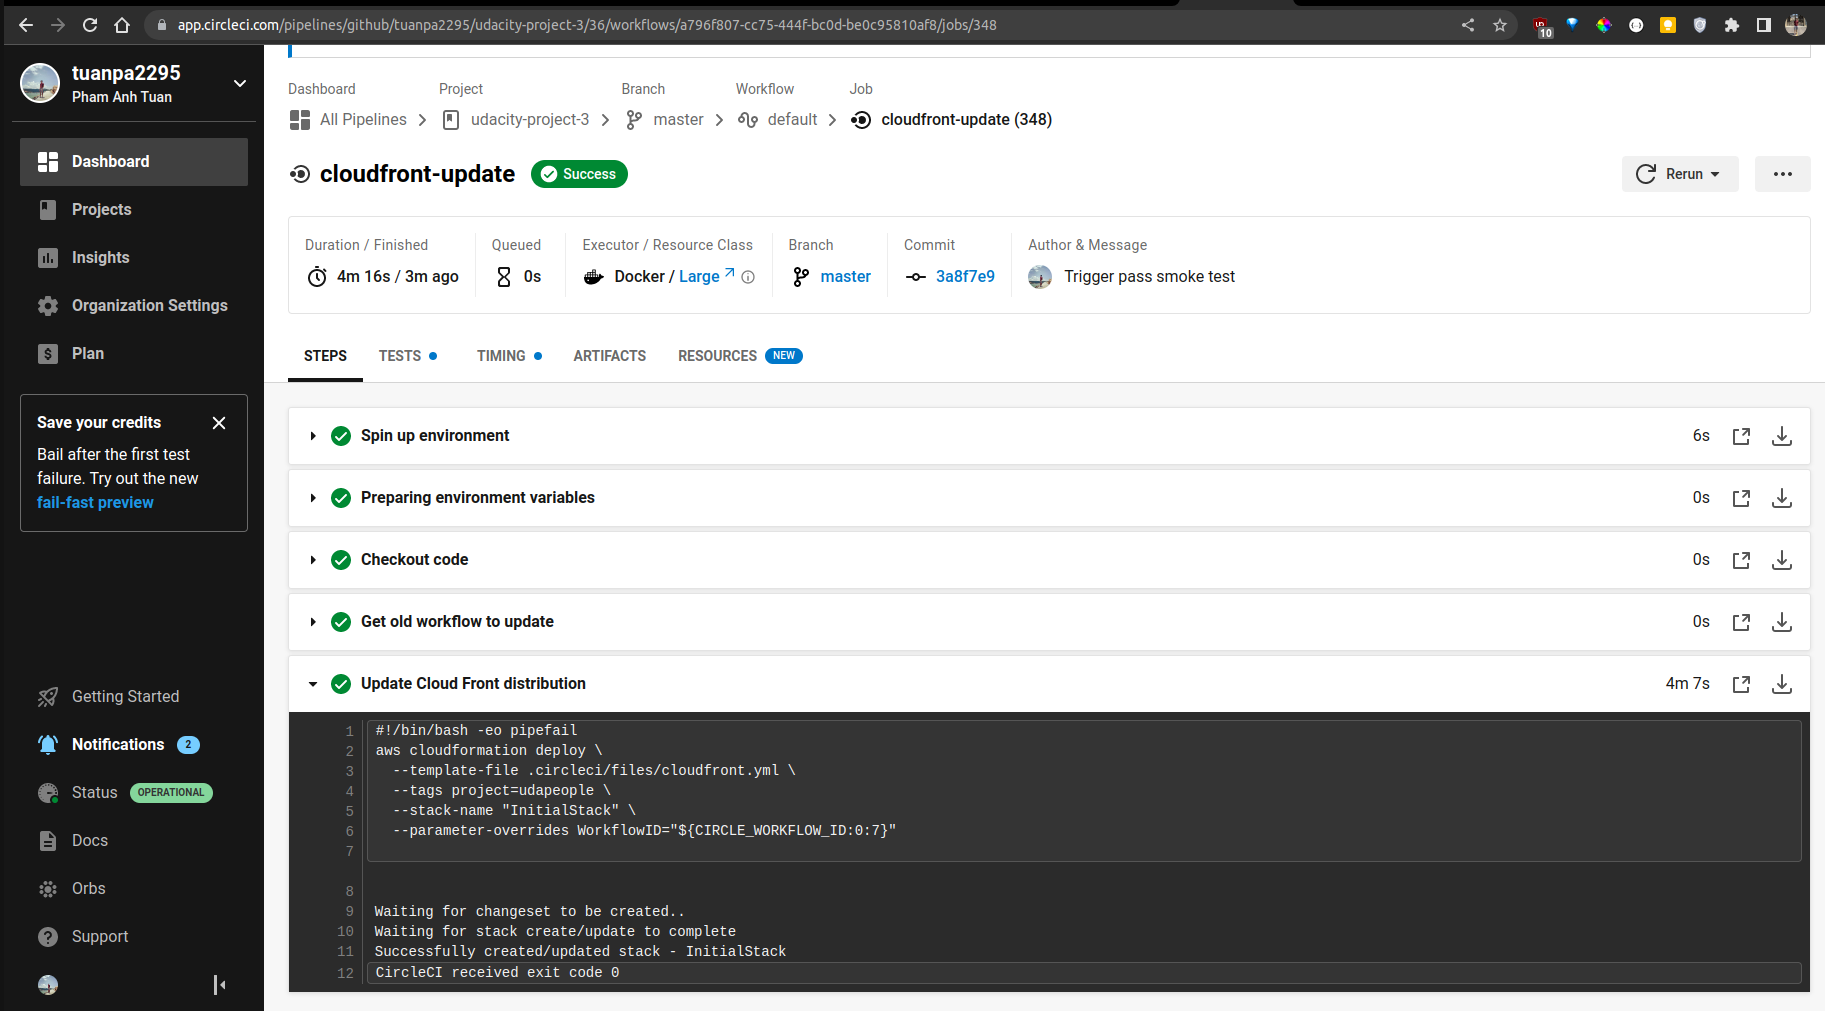 app.circleci.com/pipelines/github/tuanpa2295/udacity-project-3/36/workflows/a796f807-cc75-444f-bc0d-be0c95810af8/jobs/348
10
tuanpa2295
Pham Anh Tuan
Dashboard
Projects
Insights
Organization Settings
Plan
Save your credits
Bail after the first test
failure. Try out the new
fail-fast preview
Getting Started
Notifications 2
Status OPERATIONAL
Docs
Orbs
Support
Dashboard Project Branch Workflow Job
All Pipelines udacity-project-3 master default cloudfront-update (348)
cloudfront-update Success Rerun
Duration / Finished Queued Executor / Resource Class Branch Commit Author & Message
4m 16s / 3m ago 0s Docker / Large master 3a8f7e9 Trigger pass smoke test
STEPS TESTS TIMING ARTIFACTS RESOURCES NEW
Spin up environment 6s
Preparing environment variables 0s
Checkout code 0s
Get old workflow to update 0s
Update Cloud Front distribution 4m 7s
1 #!/bin/bash -eo pipefail
2 aws cloudformation deploy \
3 --template-file .circleci/files/cloudfront.yml \
4 --tags project=udapeople \
5 --stack-name "InitialStack" \
6 --parameter-overrides WorkflowID="${CIRCLE_WORKFLOW_ID:0:7}"
7
8
9 Waiting for changeset to be created..
10 Waiting for stack create/update to complete
11 Successfully created/updated stack - InitialStack
12 CircleCI received exit code 0